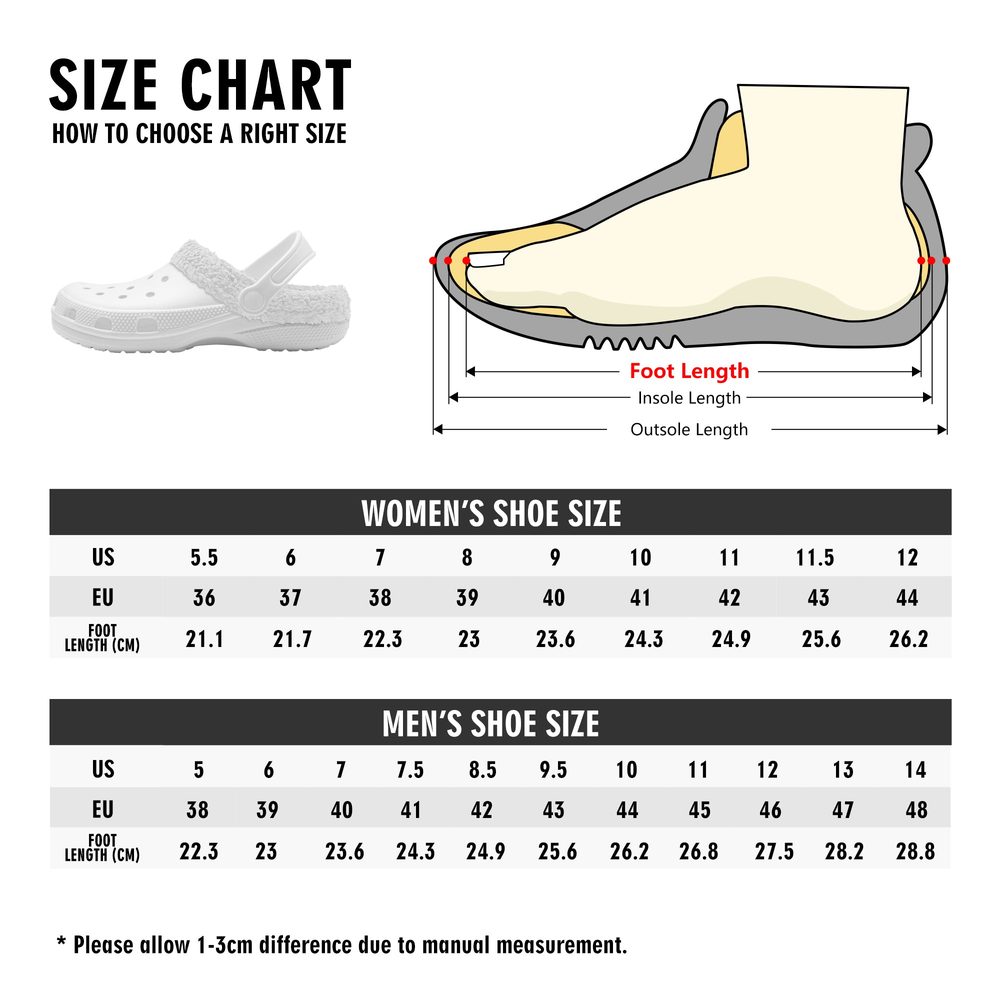 SIZE CHART
HOW TO CHOOSE A RIGHT SIZE
Foot Length
Insole Length
Outsole Length
WOMEN'S SHOE SIZE
US 5.5 6 7 8 9 10 11 11.5 12
EU 36 37 38 39 40 41 42 43 44
FOOT
LENGTH (CM) 21.1 21.7 22.3 23 23.6 24.3 24.9 25.6 26.2
MEN'S SHOE SIZE
US 5 6 7 7.5 8.5 9.5 10 11 12 13 14
EU 38 39 40 41 42 43 44 45 46 47 48
FOOT
LENGTH (CM) 22.3 23 23.6 24.3 24.9 25.6 26.2 26.8 27.5 28.2 28.8
* Please allow 1-3cm difference due to manual measurement.